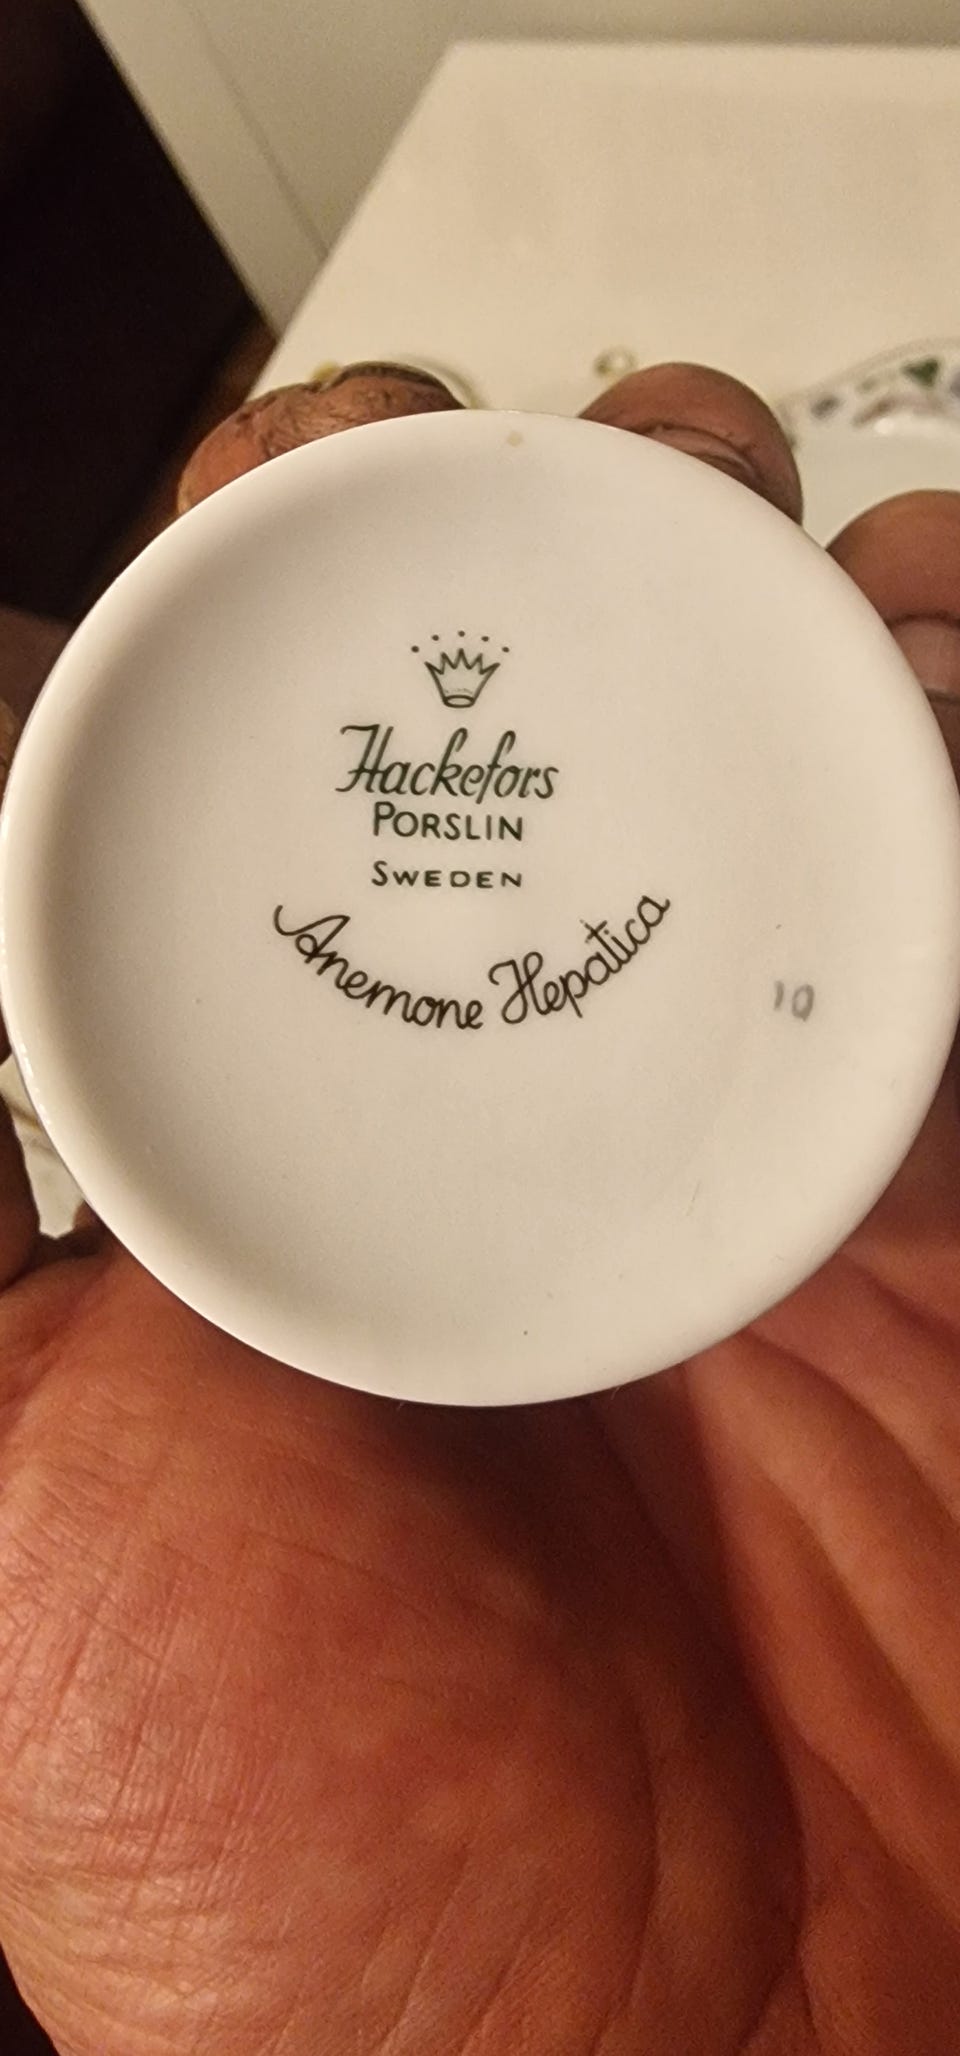 Hackefors
PORSLIN
SWEDEN
Anemone Hepatica
10